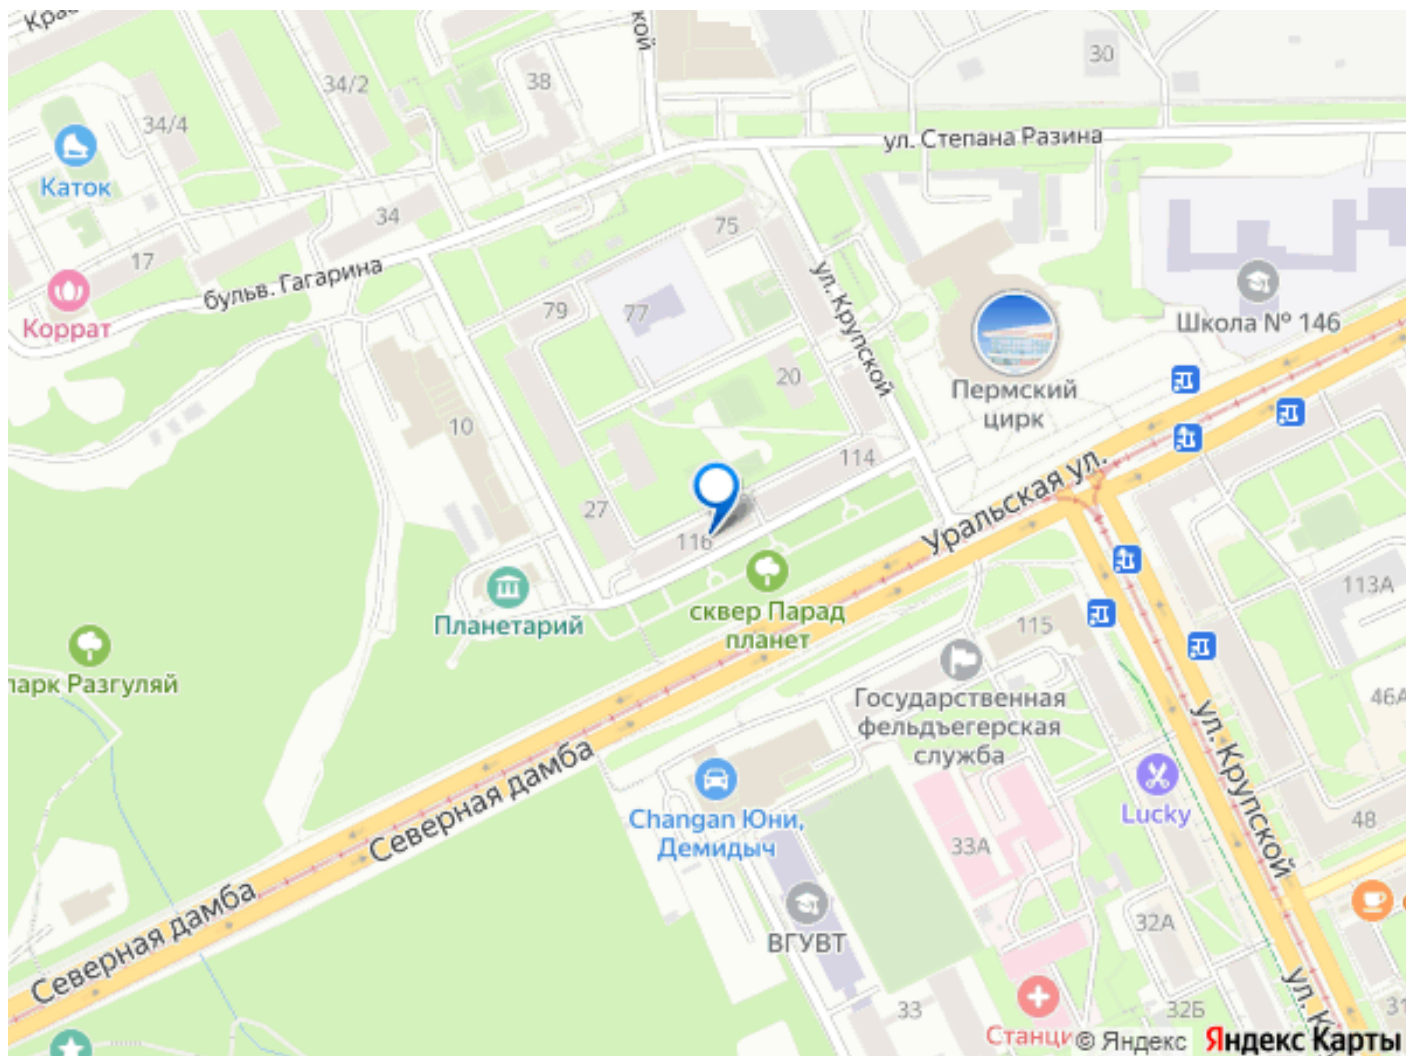 34/2
38
30
34/4
ул. Степана Разина
Каток
34
75
17
бульв. Гагарина
ул. Крупской
Коррат
79
77
Школа № 146
20
Пермский
цирк
10
114
Уральская ул.
27
116
сквер Парад
планет
Планетарий
113А
115
парк Разгуляй
Государственная
фельдъегерская
служба
46А
ул. Крупской
Северная дамба
Changan Юни,
Демидыч
Lucky
48
33А
Северная дамба
ВГУВТ
32А
33
32Б
Станци
© Яндекс
Яндекс Карты